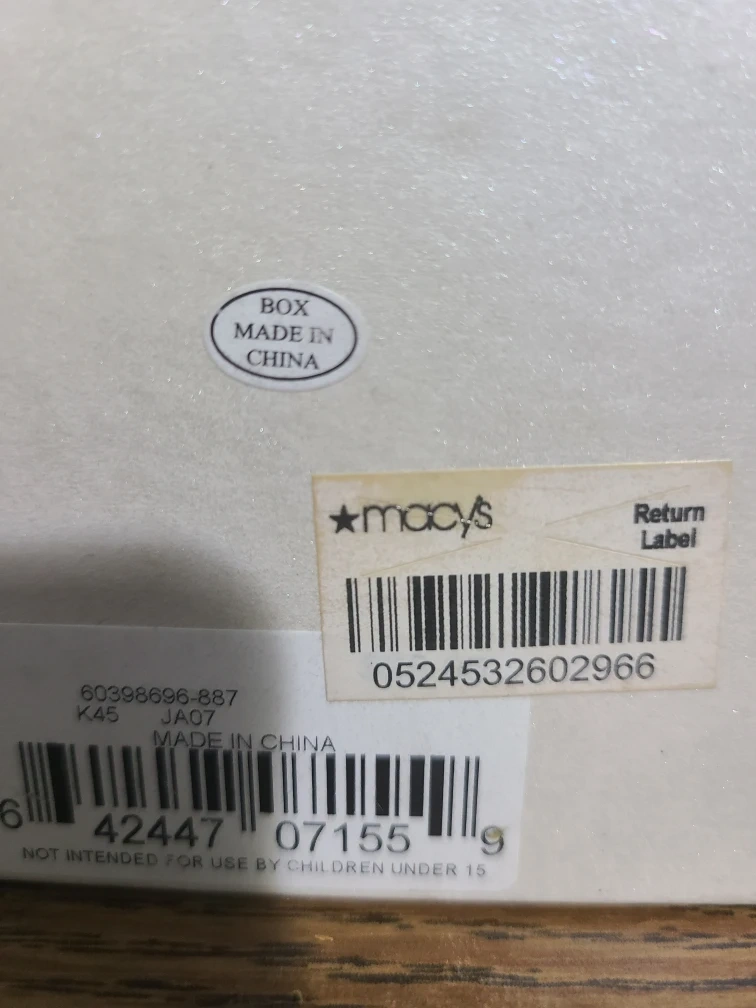 BOX
MADE IN
CHINA
★macy's
Return
Label
0524532602966
60398696-887
K45 JA07
MADE IN CHINA
6 42447 07155 9
NOT INTENDED FOR USE BY CHILDREN UNDER 15